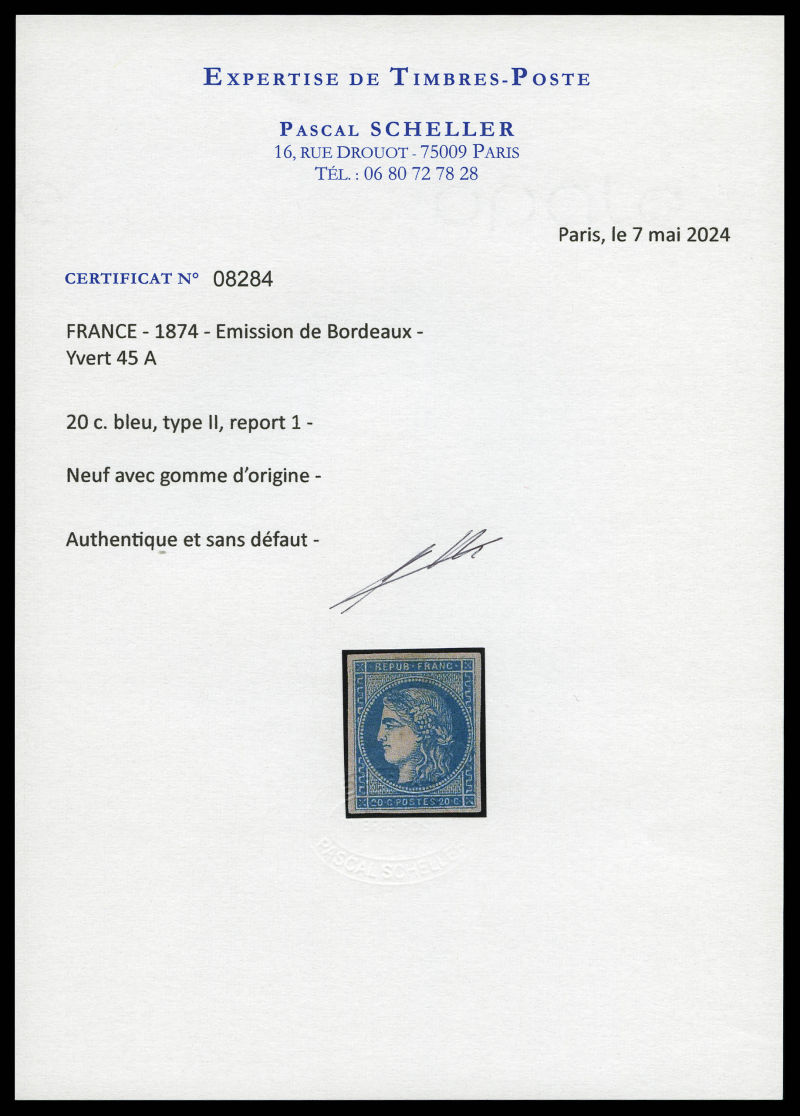 EXPERTISE DE TIMBRES-POSTE
PASCAL SCHELLER
16, RUE DROUOT - 75009 PARIS
TÉL. : 06 80 72 78 28
Paris, le 7 mai 2024
CERTIFICAT N° 08284
FRANCE - 1874 - Emission de Bordeaux -
Yvert 45 A
20 c. bleu, type II, report 1 -
Neuf avec gomme d'origine -
Authentique et sans défaut -
REPUB · FRANC ·
20 · C · POSTES · 20 · C
PASCAL SCHELLER